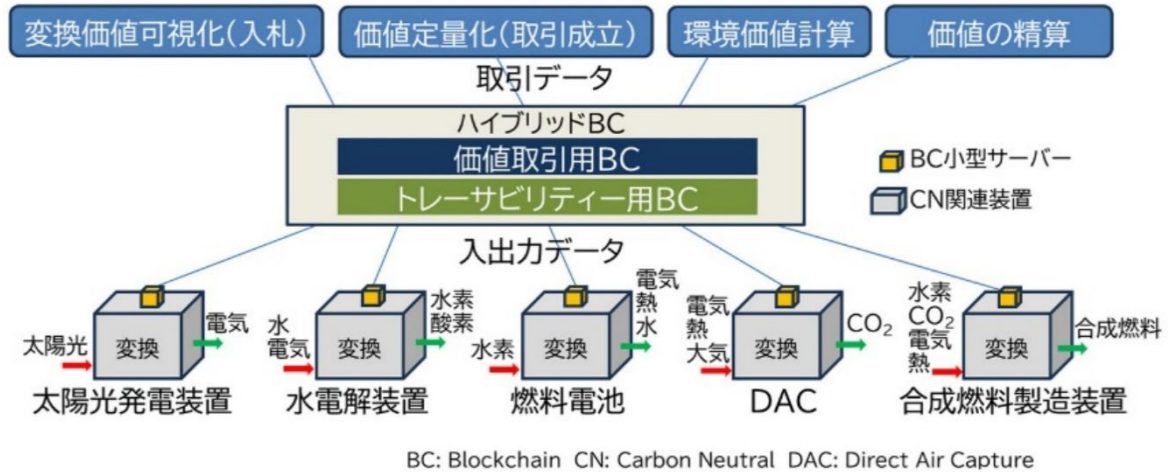 変換価値可視化(入札)
価値定量化(取引成立)
環境価値計算
価値の精算
取引データ
ハイブリッドBC
価値取引用BC
トレーサビリティー用BC
BC小型サーバー
CN関連装置
入出力データ
太陽光
変換
電気
太陽光発電装置
水
電気
変換
水素
酸素
水電解装置
水素
変換
電気
熱
水
燃料電池
電気
熱
大気
変換
CO₂
DAC
水素
CO₂
電気
熱
変換
合成燃料
合成燃料製造装置
BC: Blockchain CN: Carbon Neutral DAC: Direct Air Capture